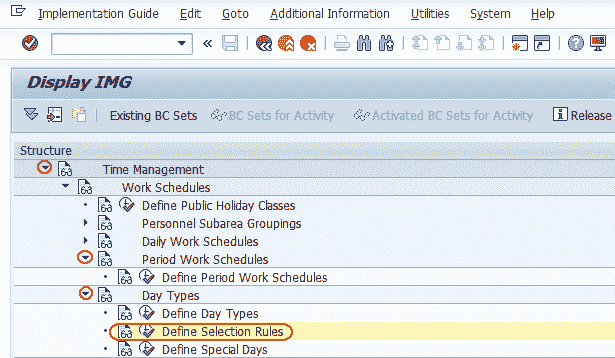 Implementation Guide Edit Goto Additional Information Utilities System Help
Display IMG
Existing BC Sets BC Sets for Activity Activated BC Sets for Activity Release
Structure
Time Management
Work Schedules
Define Public Holiday Classes
Personnel Subarea Groupings
Daily Work Schedules
Period Work Schedules
Define Period Work Schedules
Day Types
Define Day Types
Define Selection Rules
Define Special Days